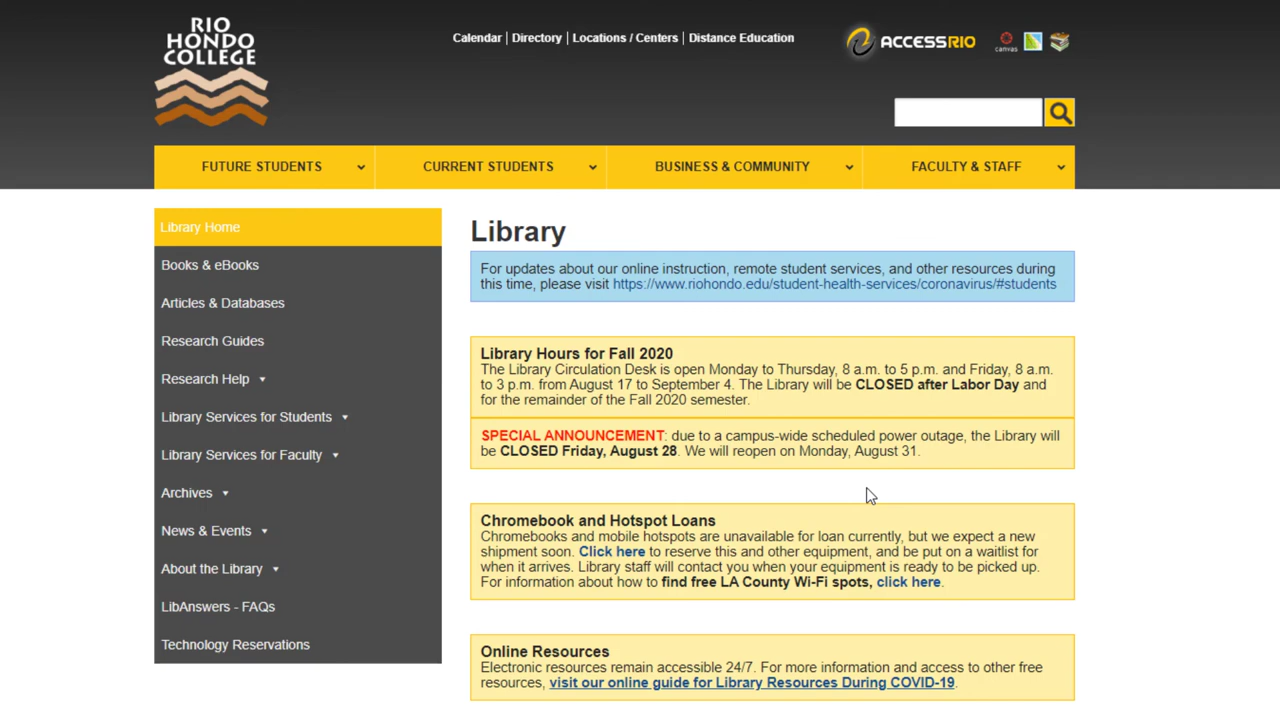 RIO
HONDO
COLLEGE
Calendar | Directory | Locations / Centers | Distance Education
ACCESSRIO
canvas
FUTURE STUDENTS
CURRENT STUDENTS
BUSINESS & COMMUNITY
FACULTY & STAFF
Library Home
Books & eBooks
Articles & Databases
Research Guides
Research Help
Library Services for Students
Library Services for Faculty
Archives
News & Events
About the Library
LibAnswers - FAQs
Technology Reservations
Library
For updates about our online instruction, remote student services, and other resources during
this time, please visit https://www.riohondo.edu/student-health-services/coronavirus/#students
Library Hours for Fall 2020
The Library Circulation Desk is open Monday to Thursday, 8 a.m. to 5 p.m. and Friday, 8 a.m.
to 3 p.m. from August 17 to September 4. The Library will be CLOSED after Labor Day and
for the remainder of the Fall 2020 semester.
SPECIAL ANNOUNCEMENT: due to a campus-wide scheduled power outage, the Library will
be CLOSED Friday, August 28. We will reopen on Monday, August 31.
Chromebook and Hotspot Loans
Chromebooks and mobile hotspots are unavailable for loan currently, but we expect a new
shipment soon. Click here to reserve this and other equipment, and be put on a waitlist for
when it arrives. Library staff will contact you when your equipment is ready to be picked up.
For information about how to find free LA County Wi-Fi spots, click here.
Online Resources
Electronic resources remain accessible 24/7. For more information and access to other free
resources, visit our online guide for Library Resources During COVID-19.